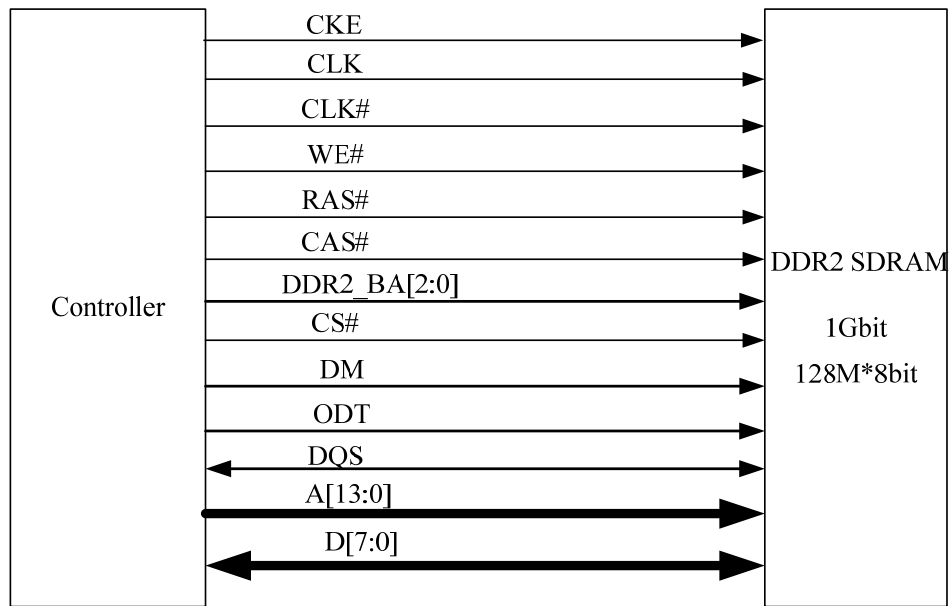 CKE
CLK
CLK#
WE#
RAS#
CAS#
DDR2_BA[2:0]
CS#
DM
ODT
DQS
A[13:0]
D[7:0]
Controller
DDR2 SDRAM
1Gbit
128M*8bit